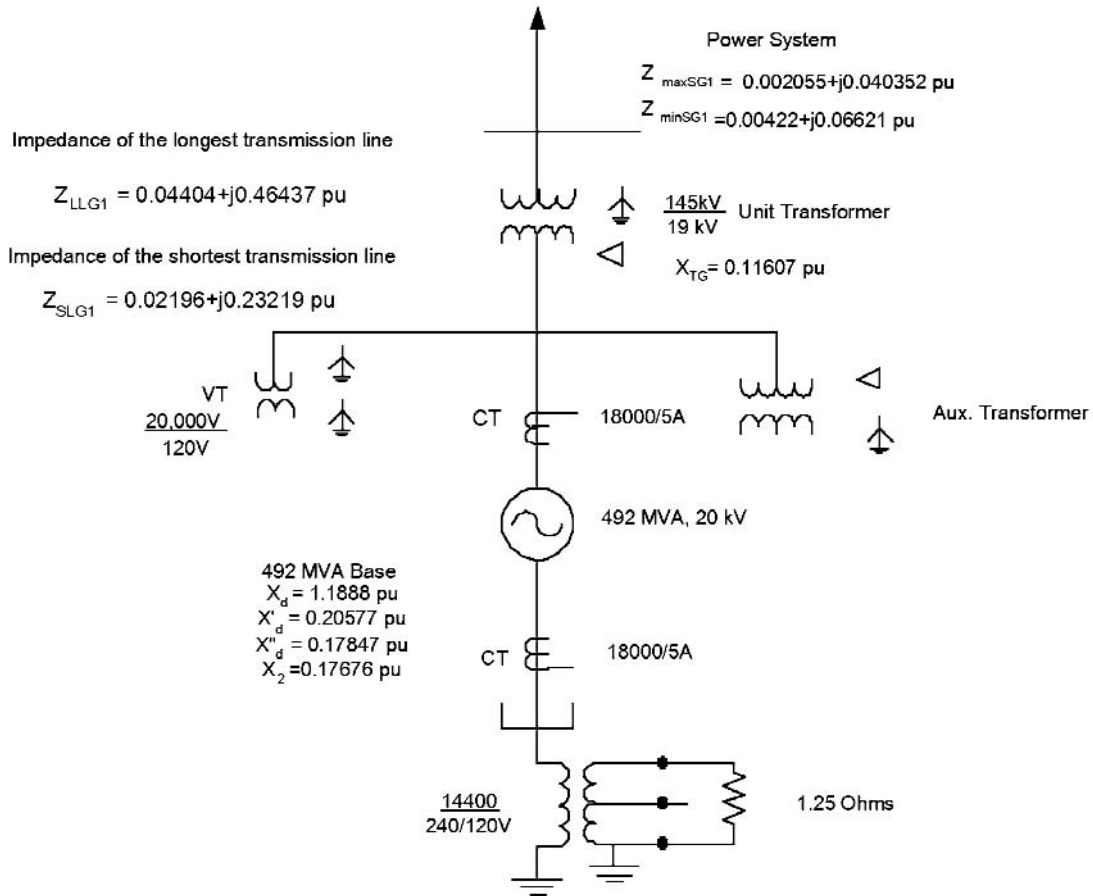 Power System
Z maxSG1 = 0.002055+j0.040352 pu
Z minSG1 =0.00422+j0.06621 pu
Impedance of the longest transmission line
Z LLG1 = 0.04404+j0.46437 pu
145kV
19 kV
Unit Transformer
X TG= 0.11607 pu
Impedance of the shortest transmission line
Z SLG1 = 0.02196+j0.23219 pu
VT
20,000V
120V
CT
18000/5A
Aux. Transformer
492 MVA, 20 kV
492 MVA Base
X d = 1.1888 pu
X' d = 0.20577 pu
X" d = 0.17847 pu
X 2 =0.17676 pu
CT
18000/5A
14400
240/120V
1.25 Ohms